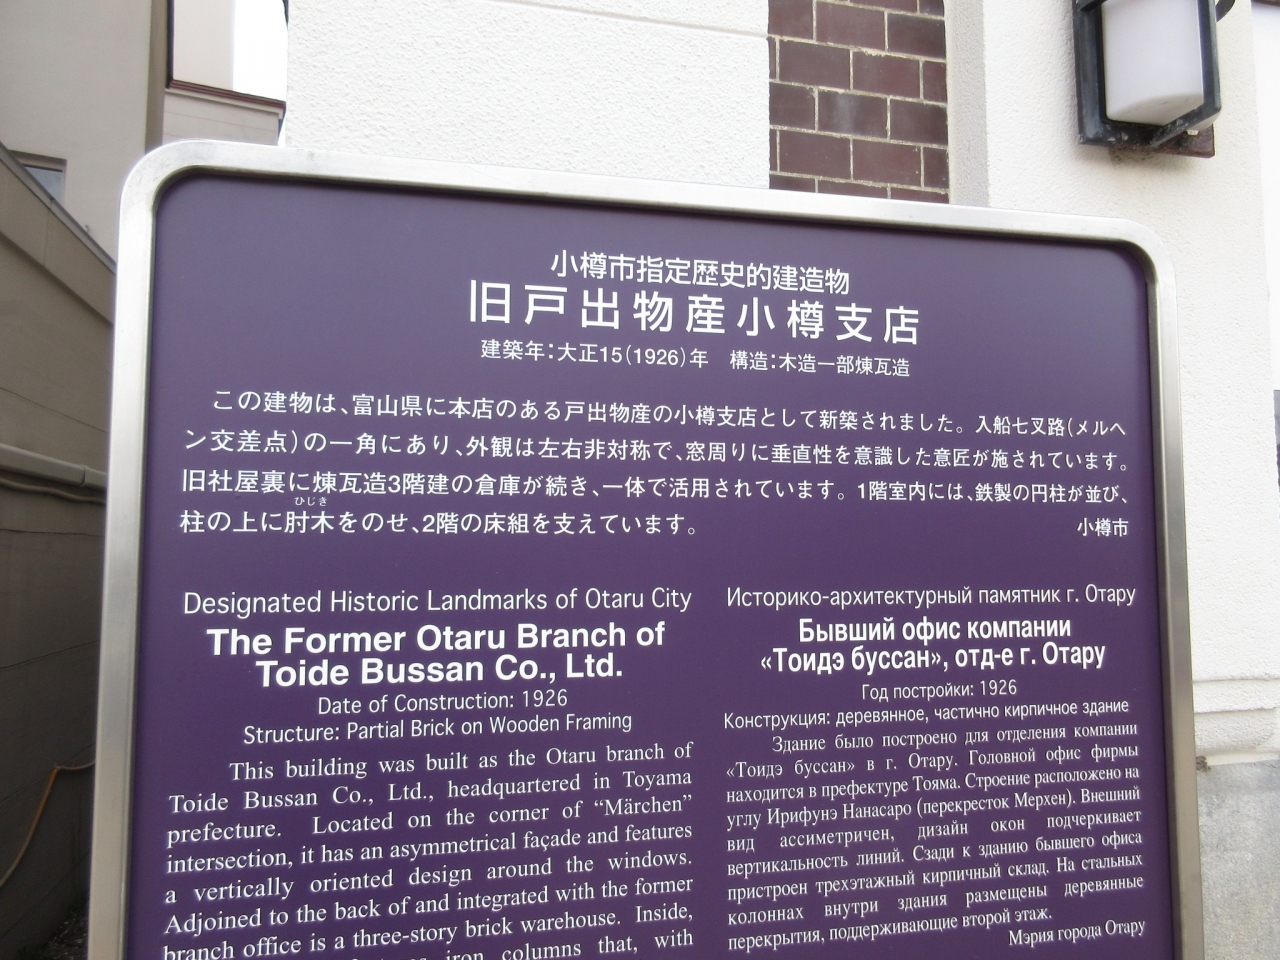 小樽市指定歴史的建造物
旧戸出物産小樽支店
建築年：大正15（1926）年　構造：木造一部煉瓦造
この建物は、富山県に本店のある戸出物産の小樽支店として新築されました。入船七叉路（メルヘ
ン交差点）の一角にあり、外観は左右非対称で、窓周りに垂直性を意識した意匠が施されています。
旧社屋裏に煉瓦造3階建の倉庫が続き、一体で活用されています。1階室内には、鉄製の円柱が並び、
ひじき
柱の上に肘木をのせ、2階の床組を支えています。
小樽市
Designated Historic Landmarks of Otaru City
The Former Otaru Branch of
Toide Bussan Co., Ltd.
Date of Construction: 1926
Structure: Partial Brick on Wooden Framing
This building was built as the Otaru branch of
Toide Bussan Co., Ltd., headquartered in Toyama
prefecture. Located on the corner of “Märchen”
intersection, it has an asymmetrical façade and features
a vertically oriented design around the windows.
Adjoined to the back of and integrated with the former
branch office is a three-story brick warehouse. Inside,
iron columns that, with
Историко-архитектурный памятник г. Отару
Бывший офис компании
«Тоидэ буссан», отд-е г. Отару
Год постройки: 1926
Конструкция: деревянное, частично кирпичное здание
Здание было построено для отделения компании
«Тоидэ буссан» в г. Отару. Головной офис фирмы
находится в префектуре Тояма. Строение расположено на
углу Ирифунэ Нанасаро (перекресток Мерхен). Внешний
вид ассиметричен, дизайн окон подчеркивает
вертикальность линий. Сзади к зданию бывшего офиса
пристроен трехэтажный кирпичный склад. На стальных
колоннах внутри здания размещены деревянные
перекрытия, поддерживающие второй этаж.
Мэрия города Отару